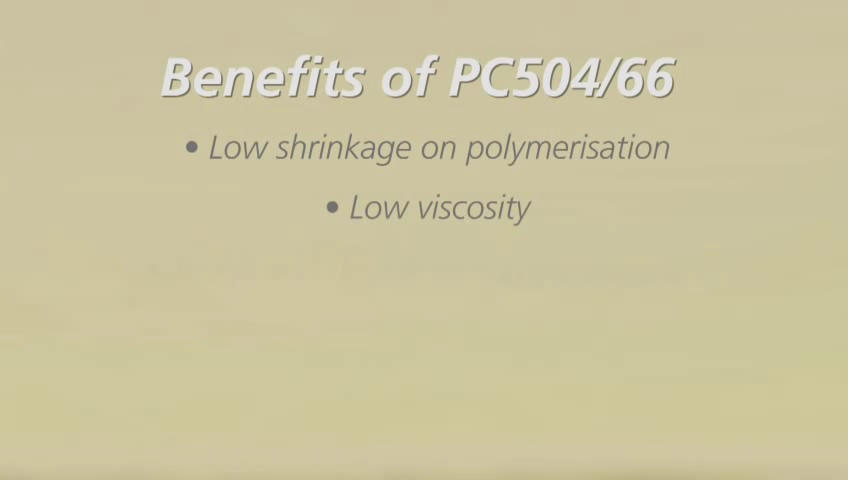 Benefits of PC504/66
• Low shrinkage on polymerisation
• Low viscosity